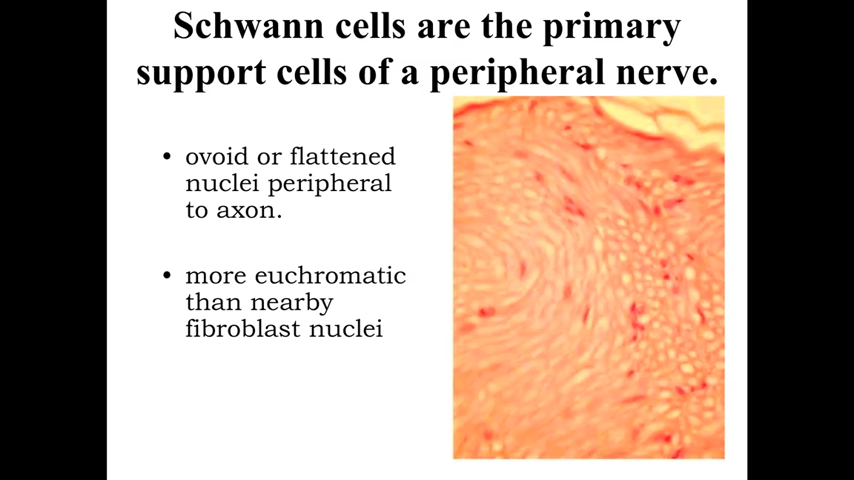 Schwann cells are the primary
support cells of a peripheral nerve.
• ovoid or flattened
nuclei peripheral
to axon.
• more euchromatic
than nearby
fibroblast nuclei